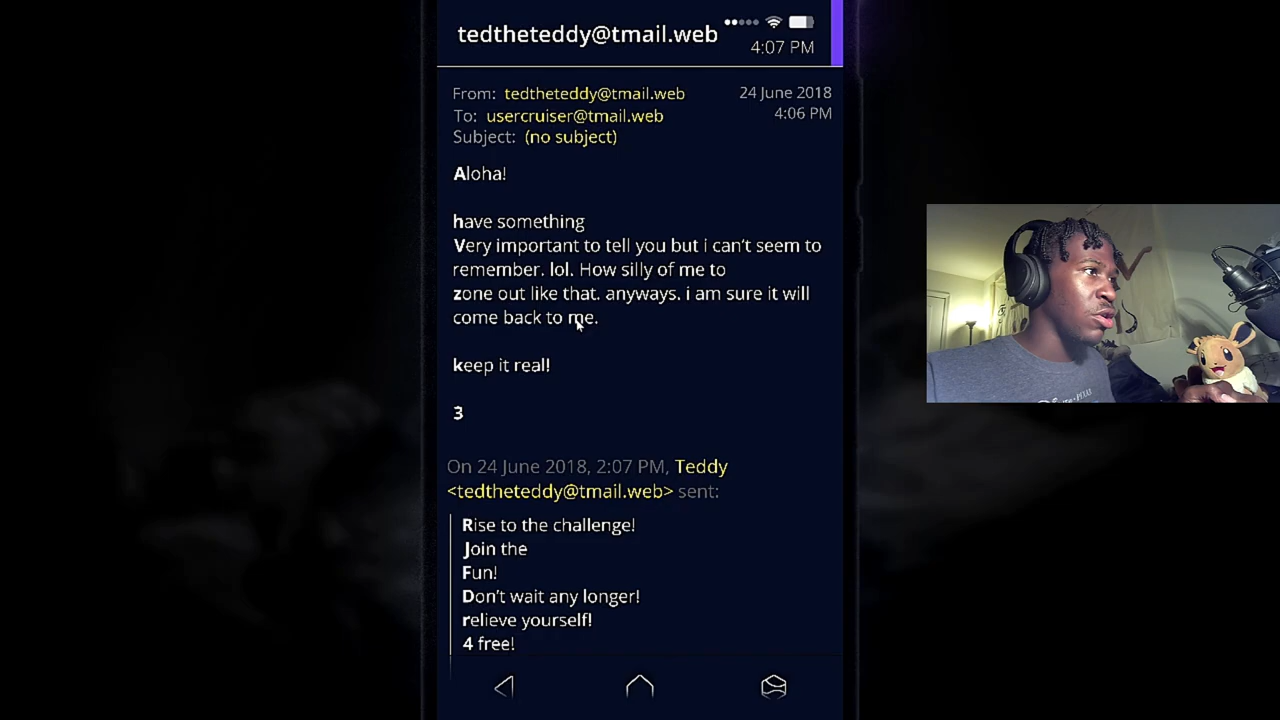 tedtheteddy@tmail.web
4:07 PM
From: tedtheteddy@tmail.web
24 June 2018
To: usercruiser@tmail.web
4:06 PM
Subject: (no subject)
Aloha!
have something
Very important to tell you but i can't seem to
remember. lol. How silly of me to
zone out like that. anyways. i am sure it will
come back to me.
keep it real!
3
On 24 June 2018, 2:07 PM, Teddy
<tedtheteddy@tmail.web> sent:
Rise to the challenge!
Join the
Fun!
Don't wait any longer!
relieve yourself!
4 free!